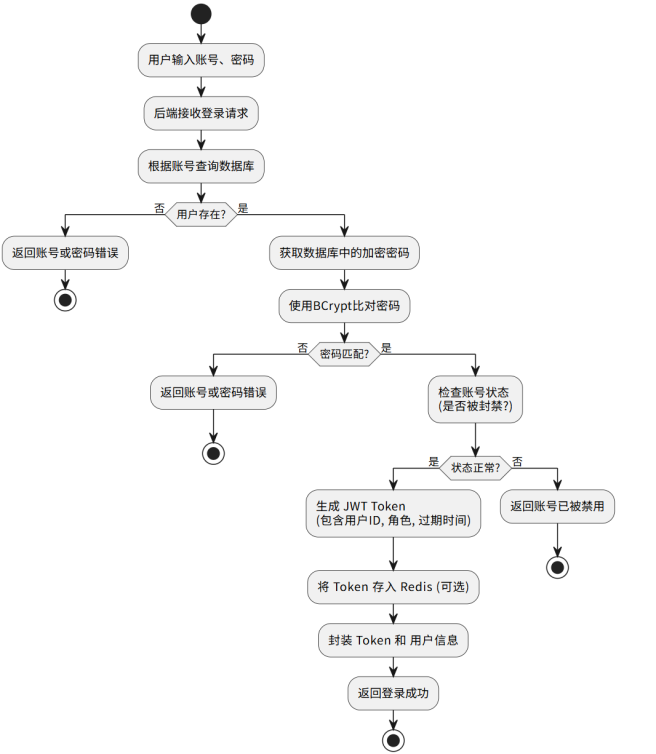 用户输入账号、密码
后端接收登录请求
根据账号查询数据库
否
用户存在?
是
返回账号或密码错误
获取数据库中的加密密码
使用BCrypt比对密码
否
密码匹配?
是
返回账号或密码错误
检查账号状态
(是否被封禁?)
是
状态正常?
否
生成 JWT Token
(包含用户ID, 角色, 过期时间)
返回账号已被禁用
将 Token 存入 Redis (可选)
封装 Token 和 用户信息
返回登录成功